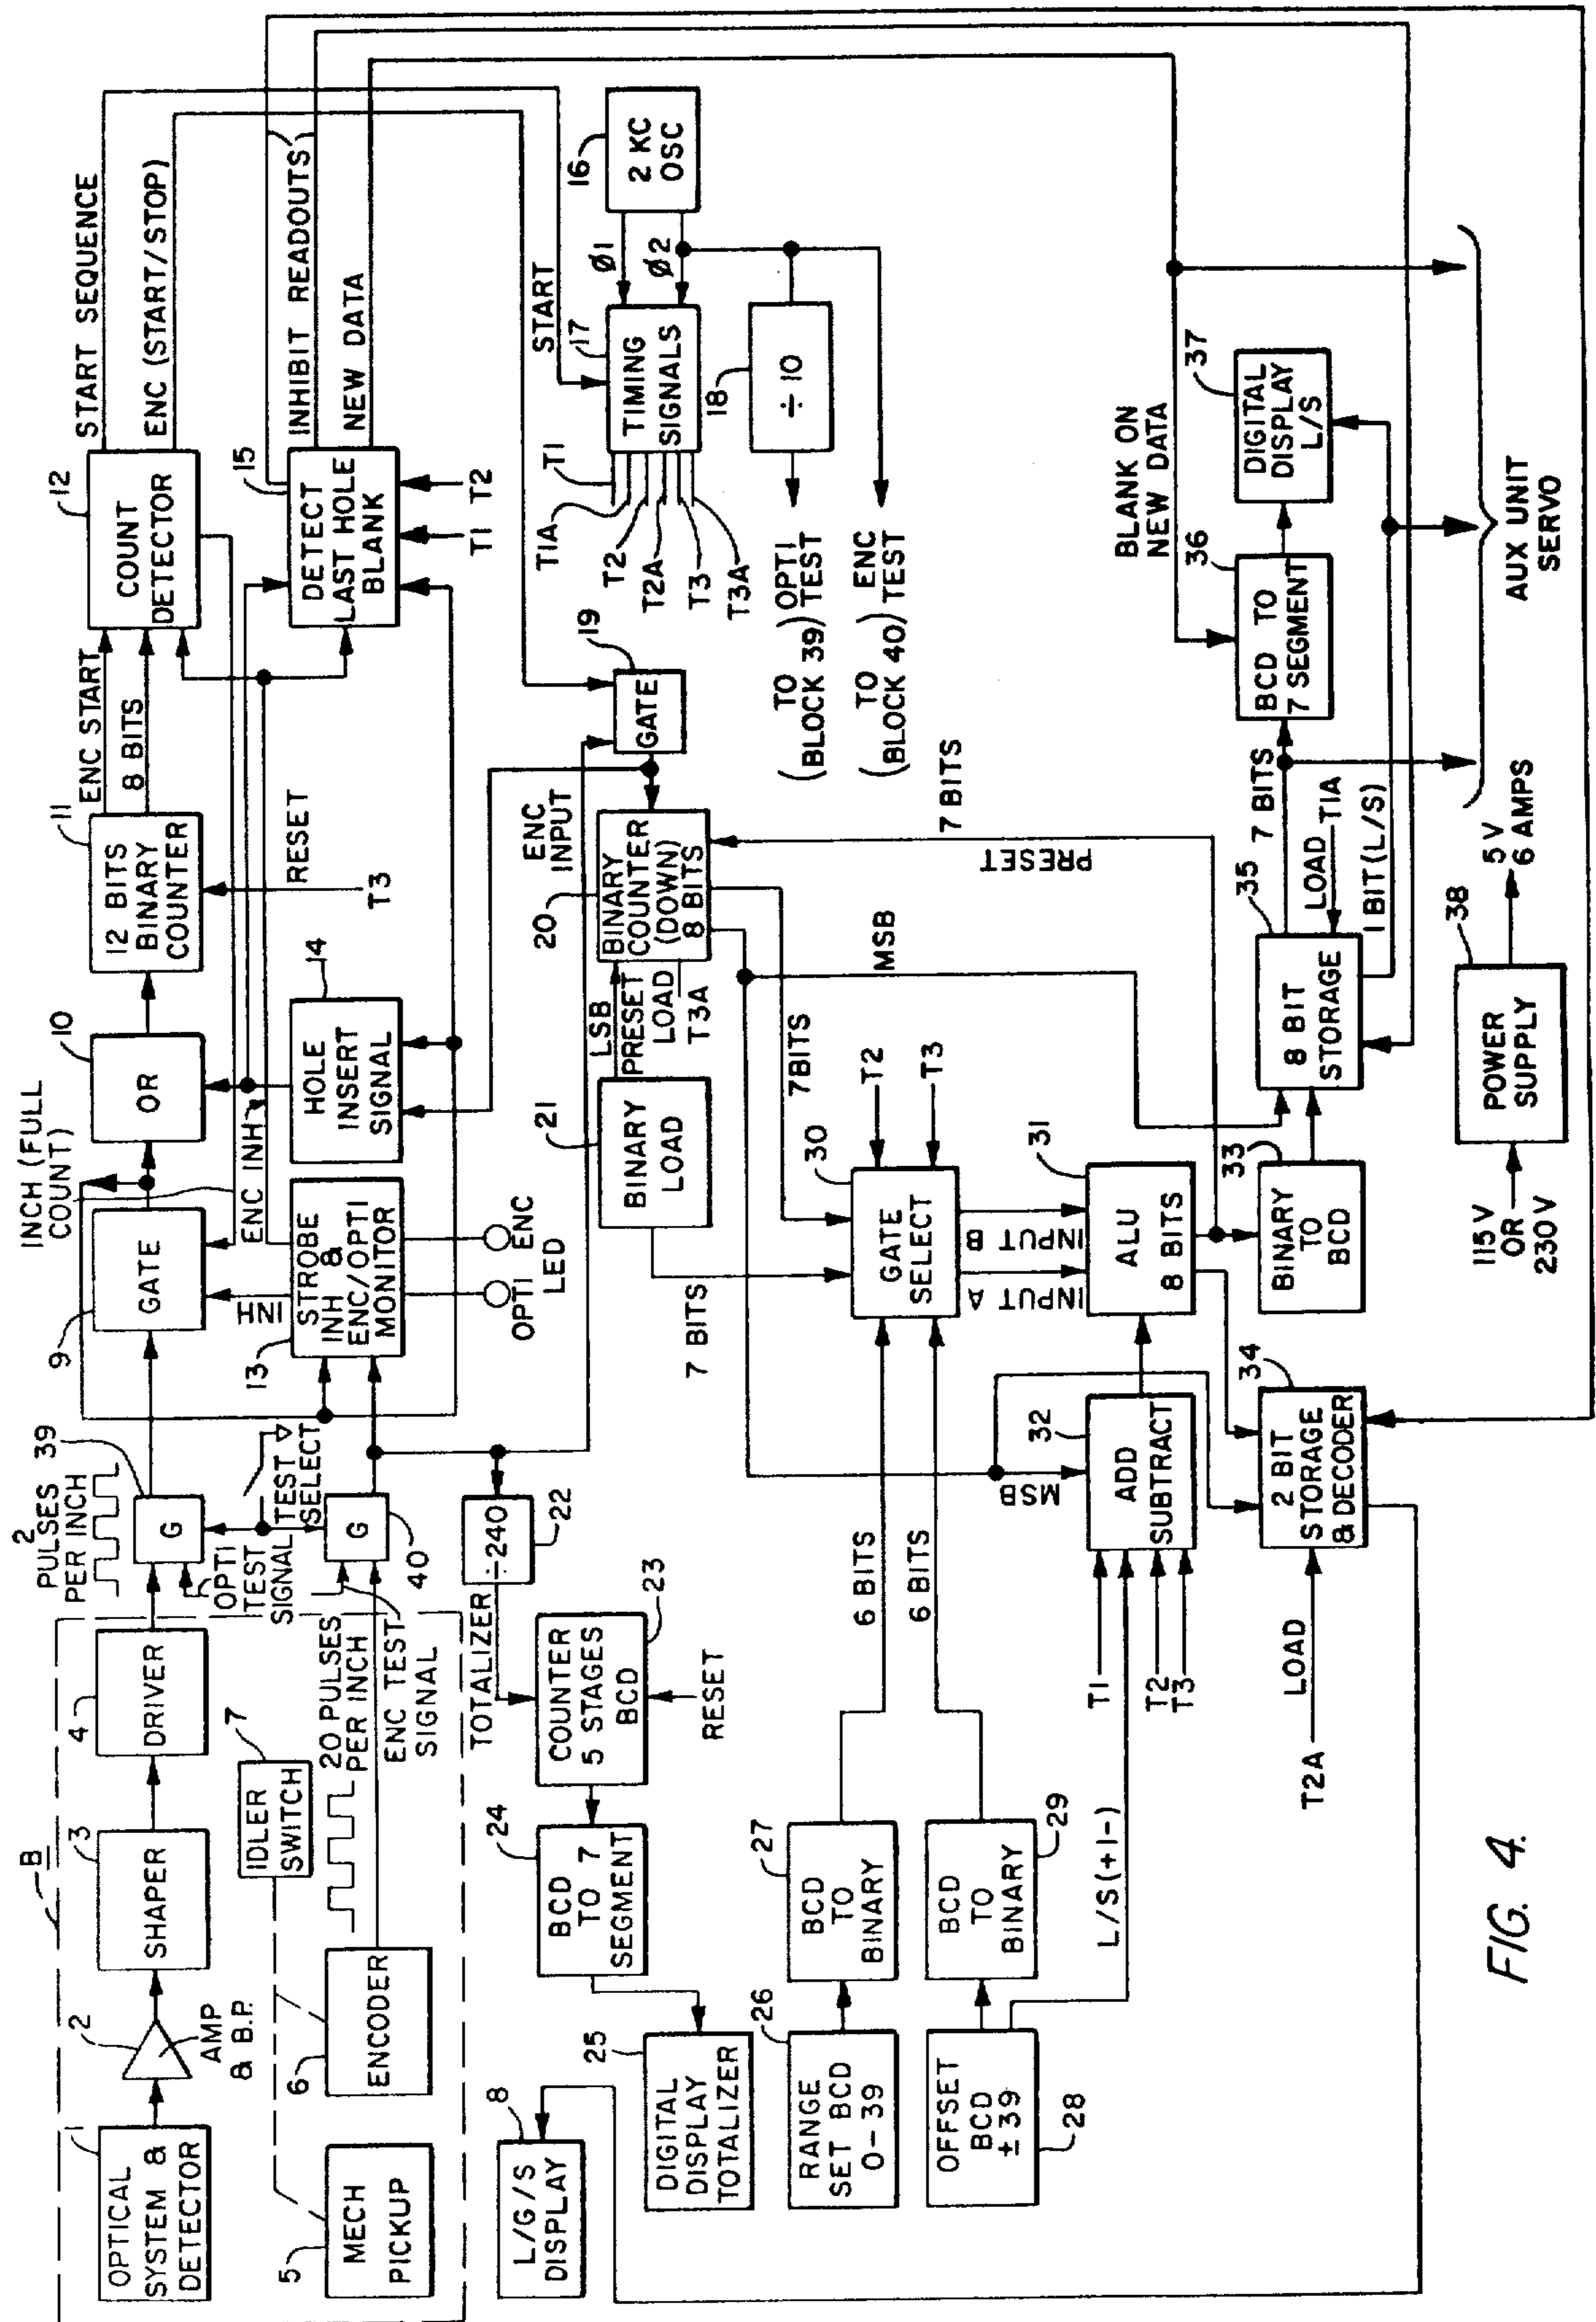 B
1
OPTICAL
SYSTEM &
DETECTOR
2
AMP
& B.P.
3
SHAPER
4
DRIVER
2
PULSES
PER INCH
39
G
OPTI
TEST
SIGNAL
TEST
SELECT
9
GATE
INCH (FULL
COUNT)
10
OR
11
12 BITS
BINARY
COUNTER
ENC START
8 BITS
12
COUNT
DETECTOR
START SEQUENCE
ENC (START/STOP)
5
MECH
PICKUP
6
ENCODER
7
IDLER
SWITCH
20 PULSES
PER INCH
ENC TEST
SIGNAL
40
G
13
STROBE
INH &
ENC/OPTI
MONITOR
INH
ENC INH
OPTI
ENC
LED
14
HOLE
INSERT
SIGNAL
RESET
T3
15
DETECT
LAST HOLE
BLANK
T1
T2
INHIBIT READOUTS
NEW DATA
8
L/G/S
DISPLAY
25
DIGITAL
DISPLAY
TOTALIZER
24
BCD
TO 7
SEGMENT
23
COUNTER
5 STAGES
BCD
RESET
TOTALIZER
÷240
22
21
BINARY
LOAD
LSB
PRESET
LOAD
T3A
20
BINARY
COUNTER
(DOWN)
8 BITS
ENC
INPUT
19
GATE
T1A
T1
T2
T2A
T3
T3A
17
TIMING
SIGNALS
START
Ø1
Ø2
16
2 KC
OSC
18
÷ 10
TO
(BLOCK 39)
OPTI
TEST
TO
(BLOCK 40)
ENC
TEST
26
RANGE
SET BCD
0-39
27
BCD
TO
BINARY
6 BITS
28
OFFSET
BCD
± 39
29
BCD
TO
BINARY
6 BITS
L/S (+1-)
7 BITS
7BITS
30
GATE
SELECT
T2
T3
INPUT A
INPUT B
31
ALU
8 BITS
MSB
PRESET
7 BITS
32
ADD
SUBTRACT
MSB
T1
T2
T3
33
BINARY
TO
BCD
34
2 BIT
STORAGE
& DECODER
LOAD
T2A
35
8 BIT
STORAGE
LOAD
T1A
7 BITS
1 BIT (L/S)
36
BCD TO
7 SEGMENT
BLANK ON
NEW DATA
37
DIGITAL
DISPLAY
L/S
AUX UNIT
SERVO
38
POWER
SUPPLY
115 V
OR
230 V
5 V
6 AMPS
FIG. 4.